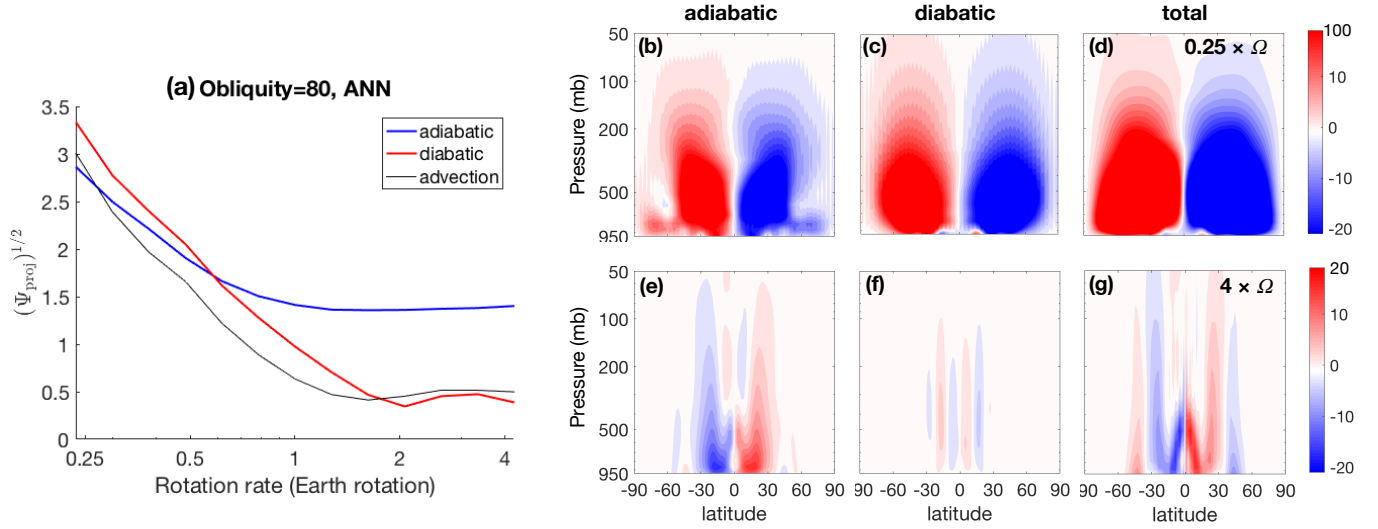 adiabatic
diabatic
total
(a) Obliquity=80, ANN
3.5
3
2.5
2
1.5
1
0.5
0
(Ψproj)1/2
adiabatic
diabatic
advection
0.25
0.5
1
2
4
Rotation rate (Earth rotation)
(b)
(c)
(d)
0.25 × Ω
50
100
200
500
950
Pressure (mb)
100
10
0
-10
-20
(e)
(f)
(g)
4 × Ω
50
100
200
500
950
Pressure (mb)
20
10
0
-10
-20
-90 -60 -30 0 30 60 90
-90 -60 -30 0 30 60 90
90 -60 -30 0 30 60 90
latitude
latitude
latitude